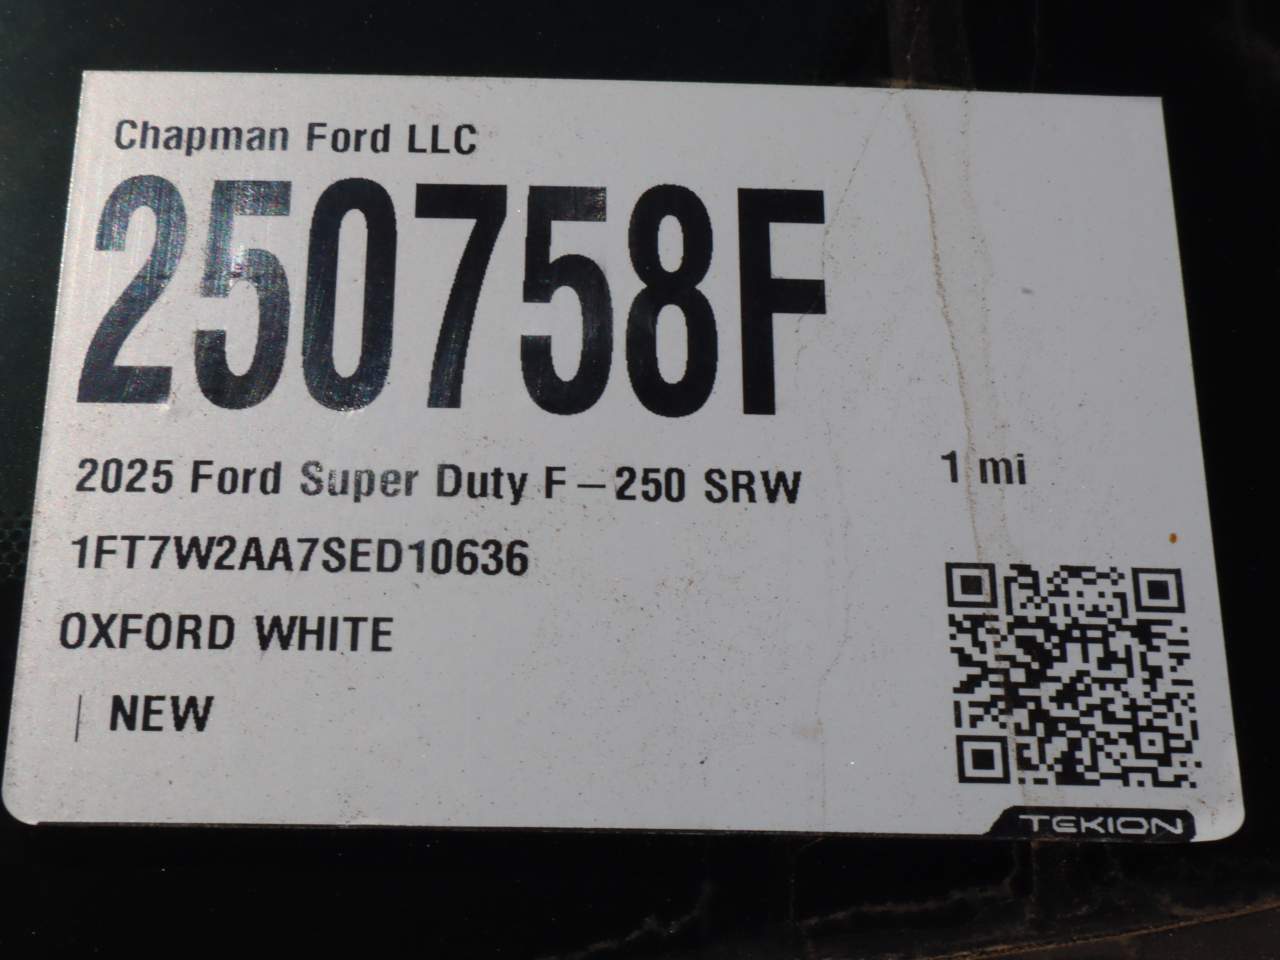 Chapman Ford LLC
250758F
2025 Ford Super Duty F-250 SRW
1 mi
1FT7W2AA7SED10636
OXFORD WHITE
| NEW
TEKION